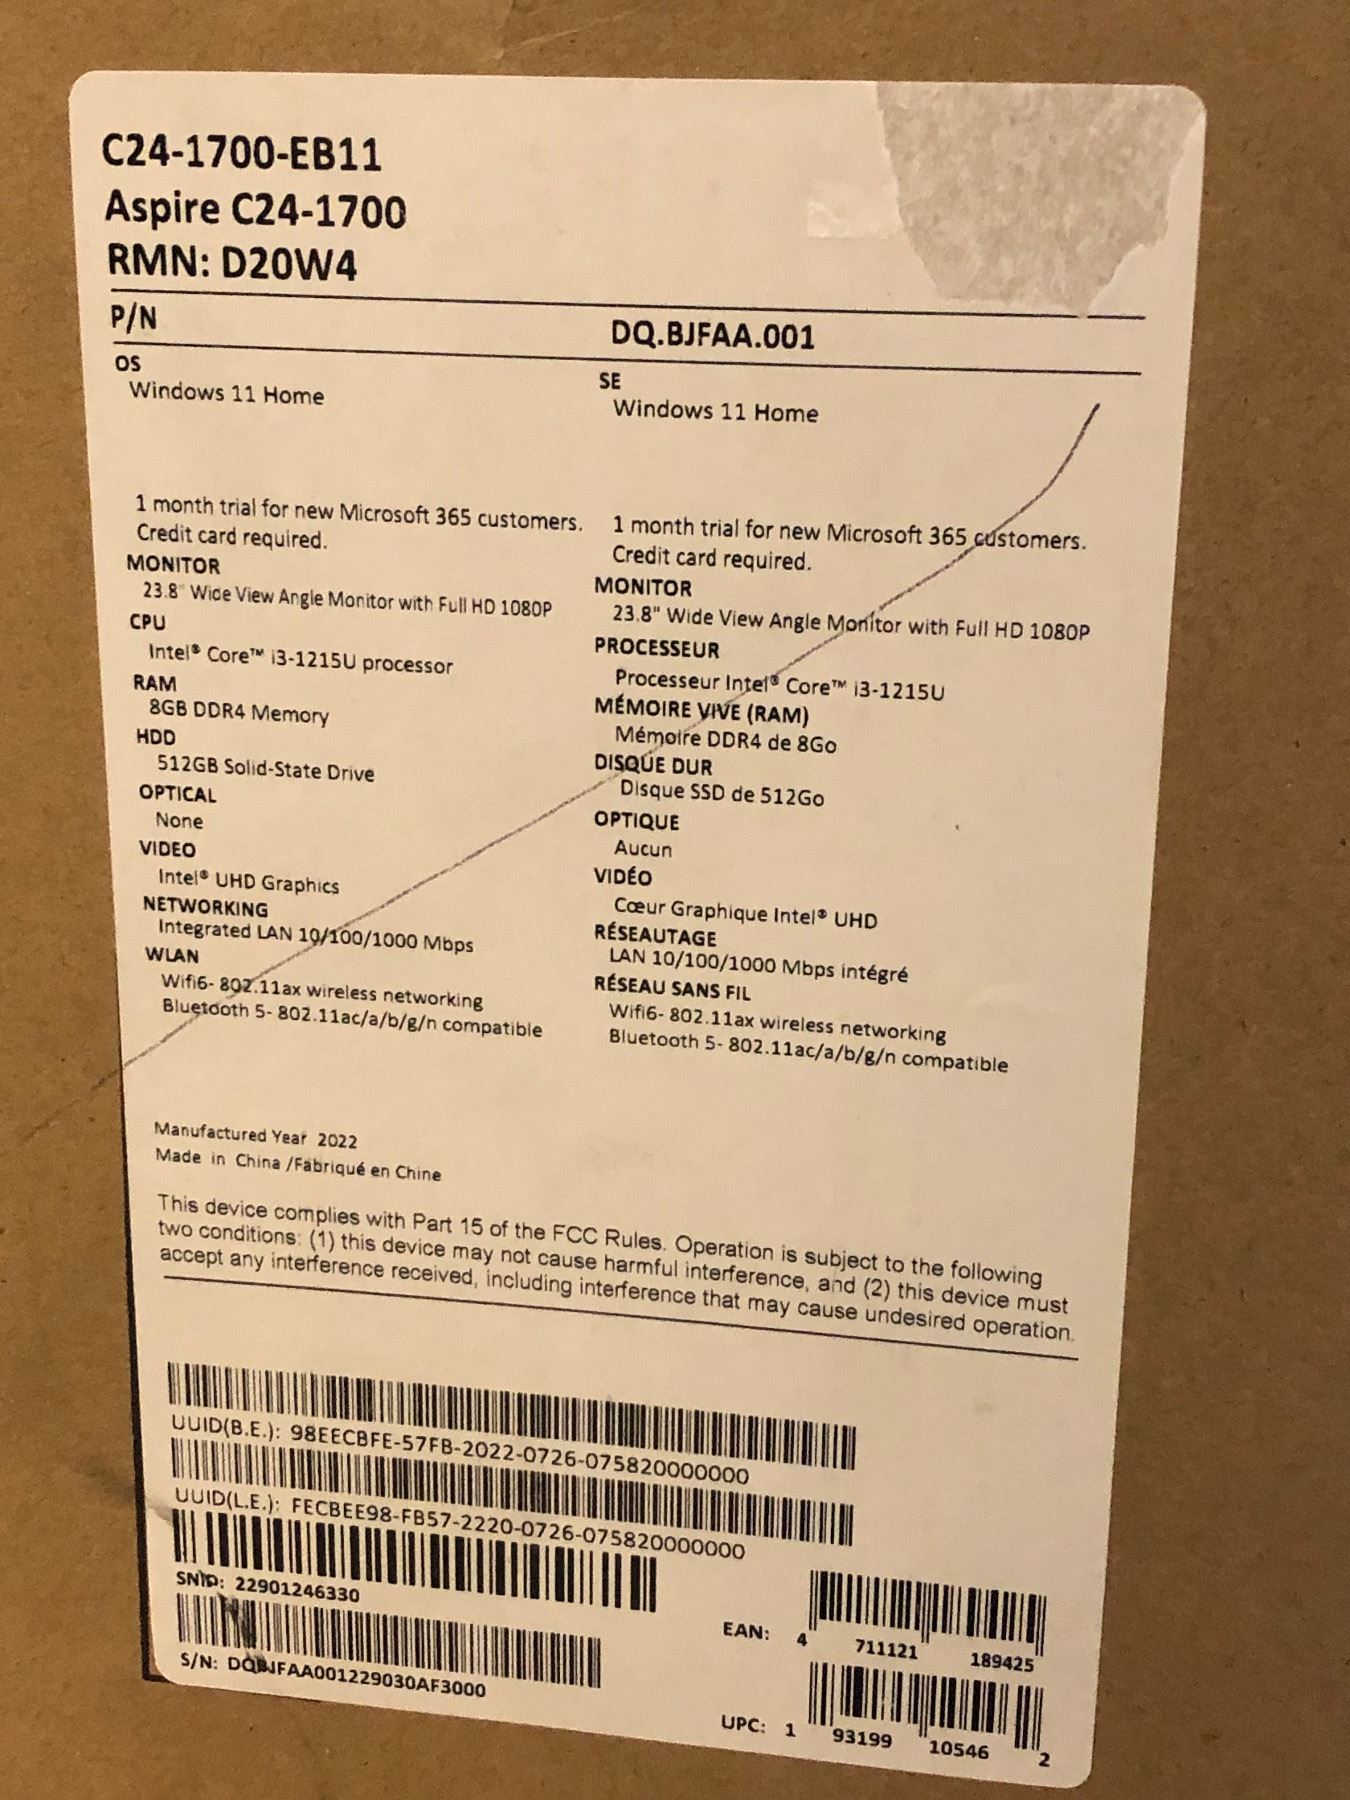 C24-1700-EB11
Aspire C24-1700
RMN: D20W4
P/N
DQ.BJFAA.001
OS
Windows 11 Home
1 month trial for new Microsoft 365 customers.
Credit card required.
MONITOR
23.8" Wide View Angle Monitor with Full HD 1080P
CPU
Intel® Core™ i3-1215U processor
RAM
8GB DDR4 Memory
HDD
512GB Solid-State Drive
OPTICAL
None
VIDEO
Intel® UHD Graphics
NETWORKING
Integrated LAN 10/100/1000 Mbps
WLAN
Wifi6- 802.11ax wireless networking
Bluetooth 5- 802.11ac/a/b/g/n compatible
SE
Windows 11 Home
1 month trial for new Microsoft 365 customers.
Credit card required.
MONITOR
23.8" Wide View Angle Monitor with Full HD 1080P
PROCESSEUR
Processeur Intel® Core™ i3-1215U
MÉMOIRE VIVE (RAM)
Mémoire DDR4 de 8Go
DISQUE DUR
Disque SSD de 512Go
OPTIQUE
Aucun
VIDÉO
Cœur Graphique Intel® UHD
RÉSEAUTAGE
LAN 10/100/1000 Mbps intégré
RÉSEAU SANS FIL
Wifi6- 802.11ax wireless networking
Bluetooth 5- 802.11ac/a/b/g/n compatible
Manufactured Year 2022
Made in China /Fabriqué en Chine
This device complies with Part 15 of the FCC Rules. Operation is subject to the following
two conditions: (1) this device may not cause harmful interference, and (2) this device must
accept any interference received, including interference that may cause undesired operation.
UUID(B.E.): 98EECBFE-57FB-2022-0726-075820000000
UUID(L.E.): FECBEE98-FB57-2220-0726-075820000000
SNID: 22901246330
S/N: DQBJFAA001229030AF3000
EAN: 4 711121 189425
UPC: 1 93199 10546 2